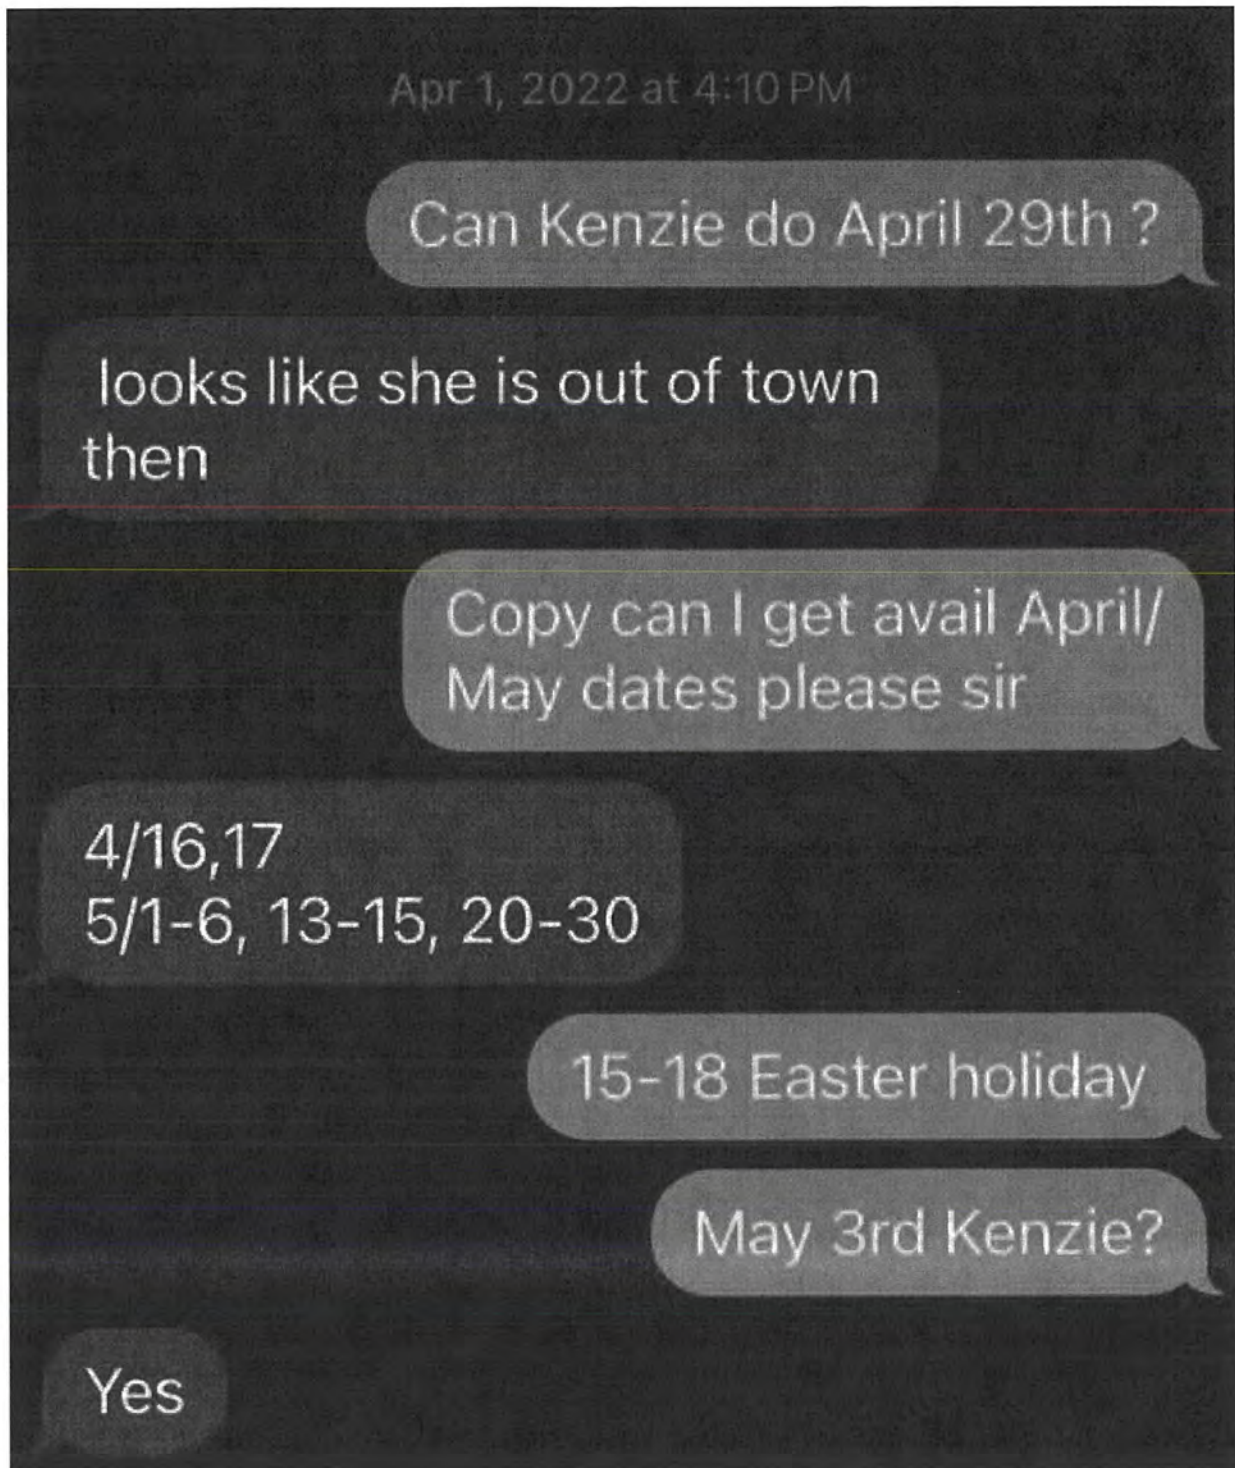 Apr 1, 2022 at 4:10 PM
Can Kenzie do April 29th ?
looks like she is out of town
then
Copy can I get avail April/
May dates please sir
4/16,17
5/1-6, 13-15, 20-30
15-18 Easter holiday
May 3rd Kenzie?
Yes